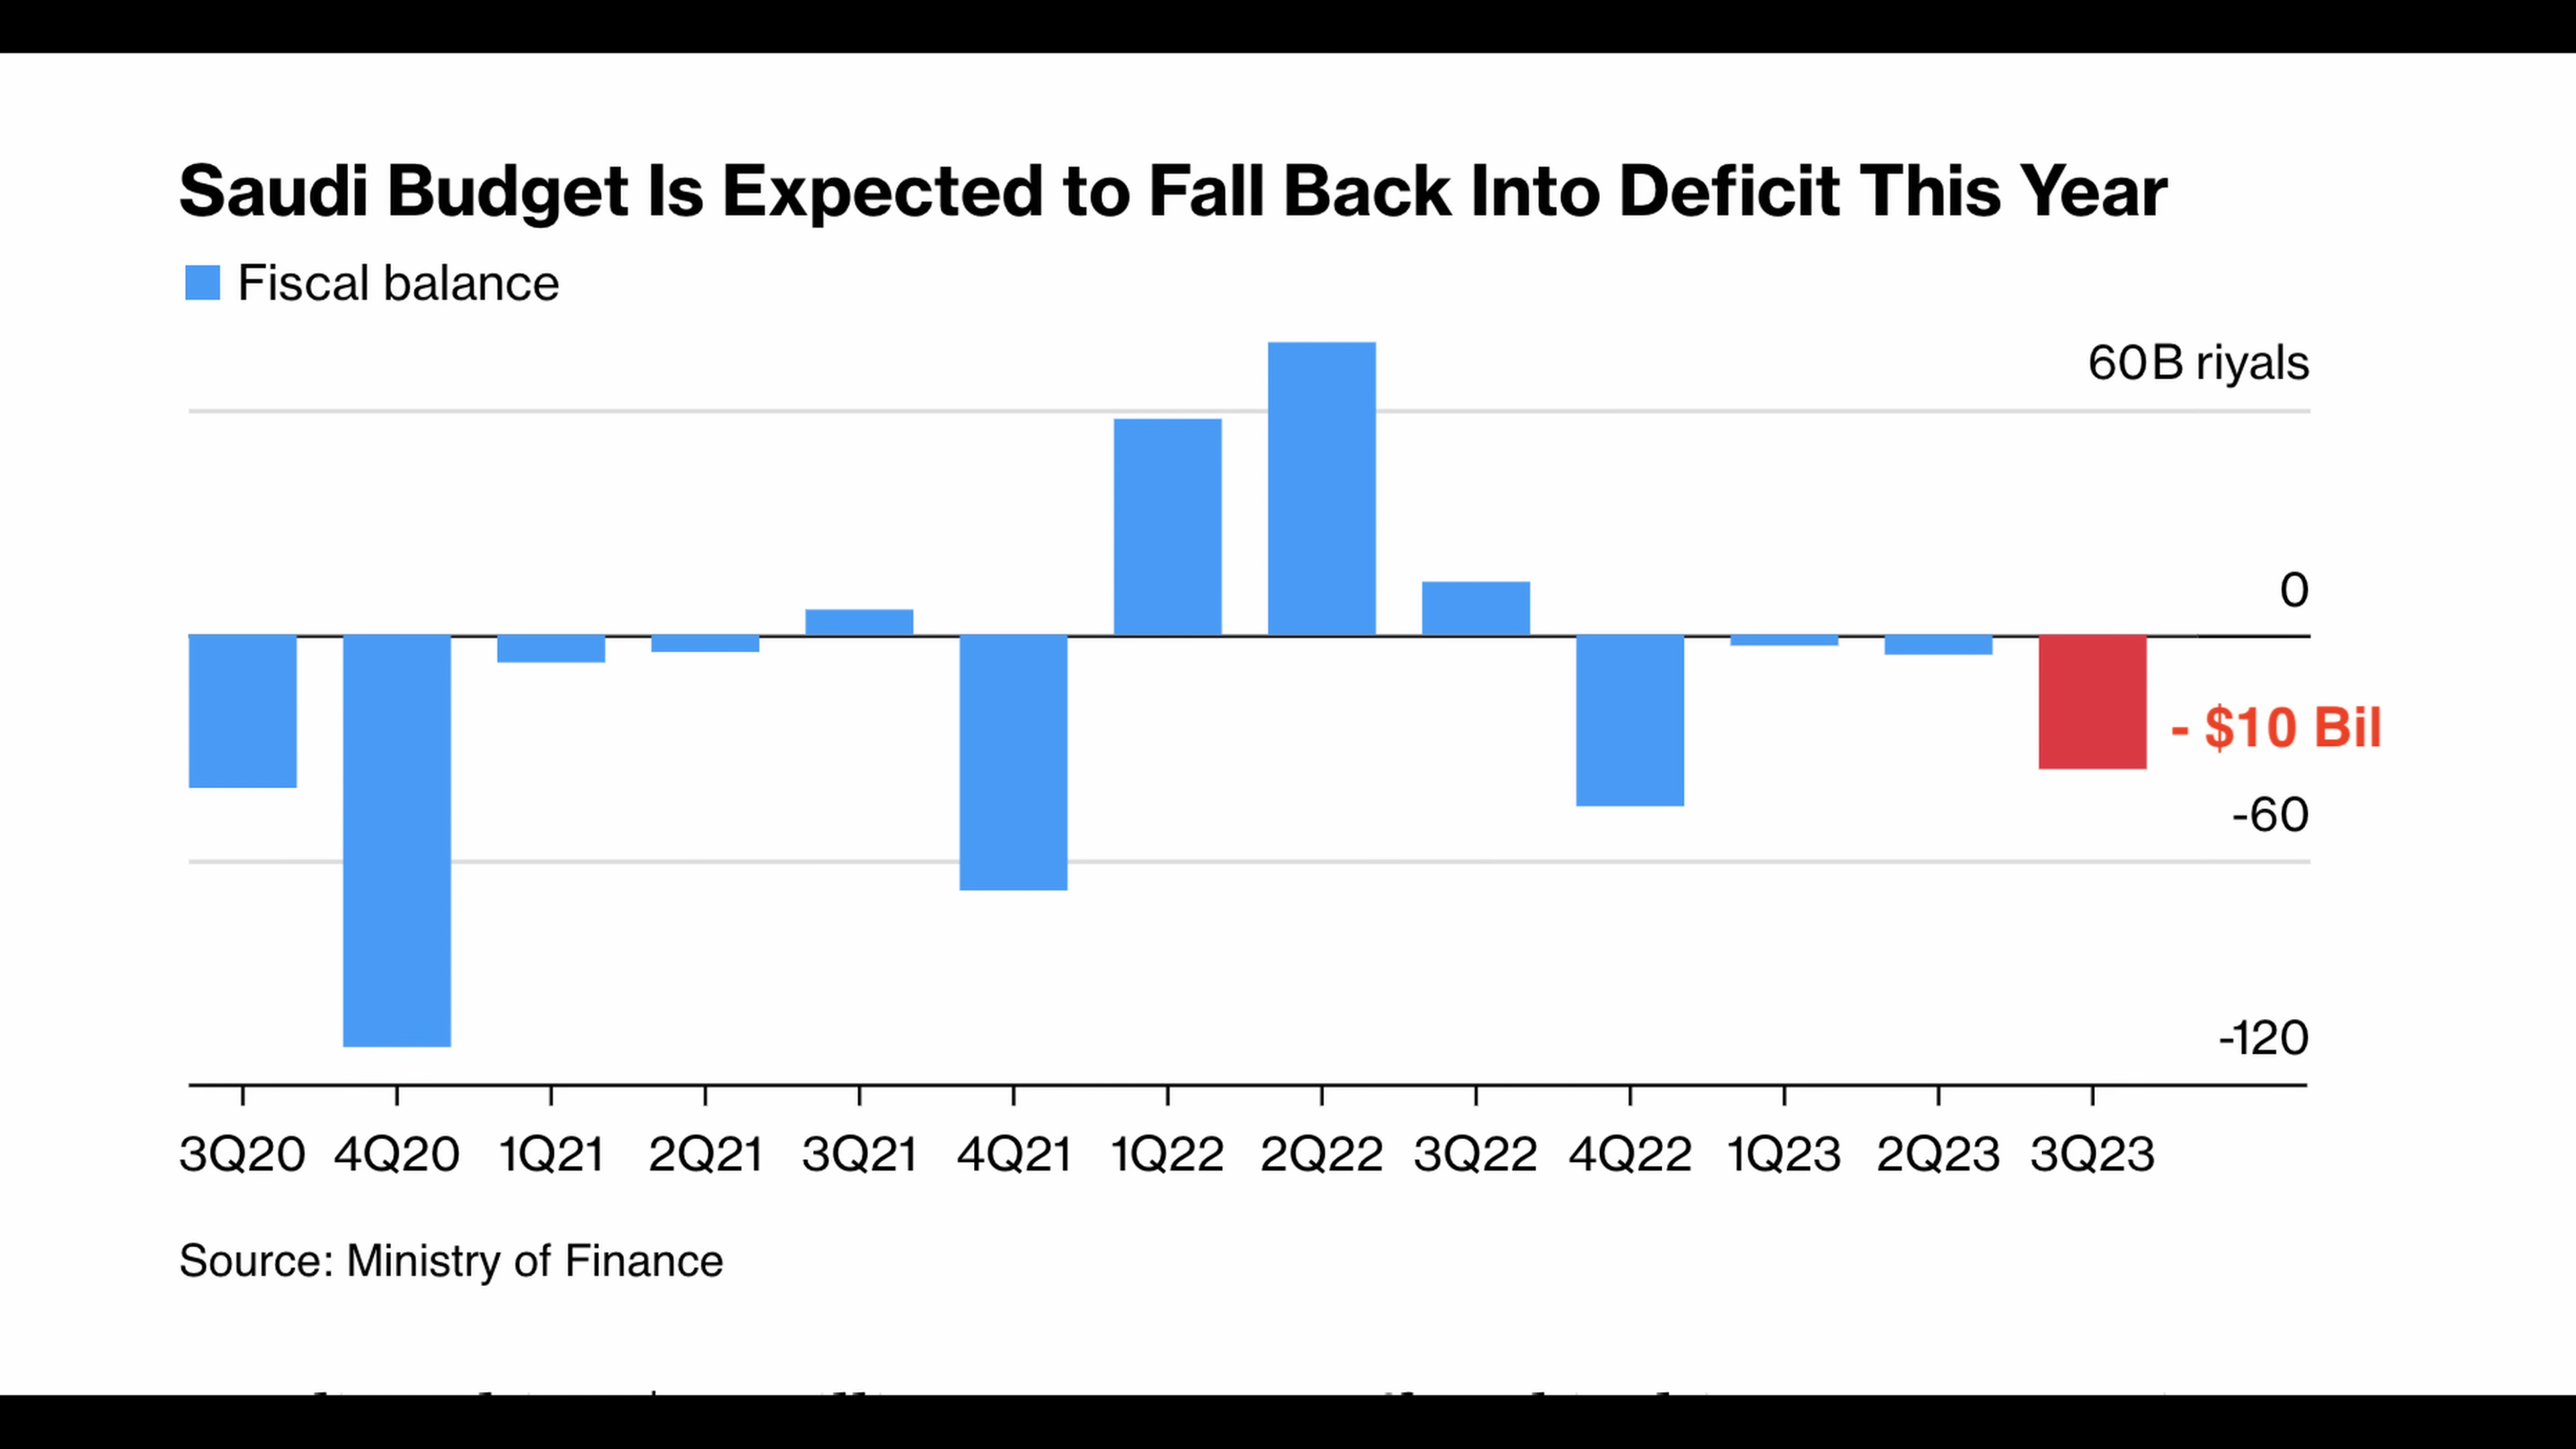 Saudi Budget Is Expected to Fall Back Into Deficit This Year
Fiscal balance
60B riyals
0
- $10 Bil
-60
-120
3Q20 4Q20 1Q21 2Q21 3Q21 4Q21 1Q22 2Q22 3Q22 4Q22 1Q23 2Q23 3Q23
Source: Ministry of Finance